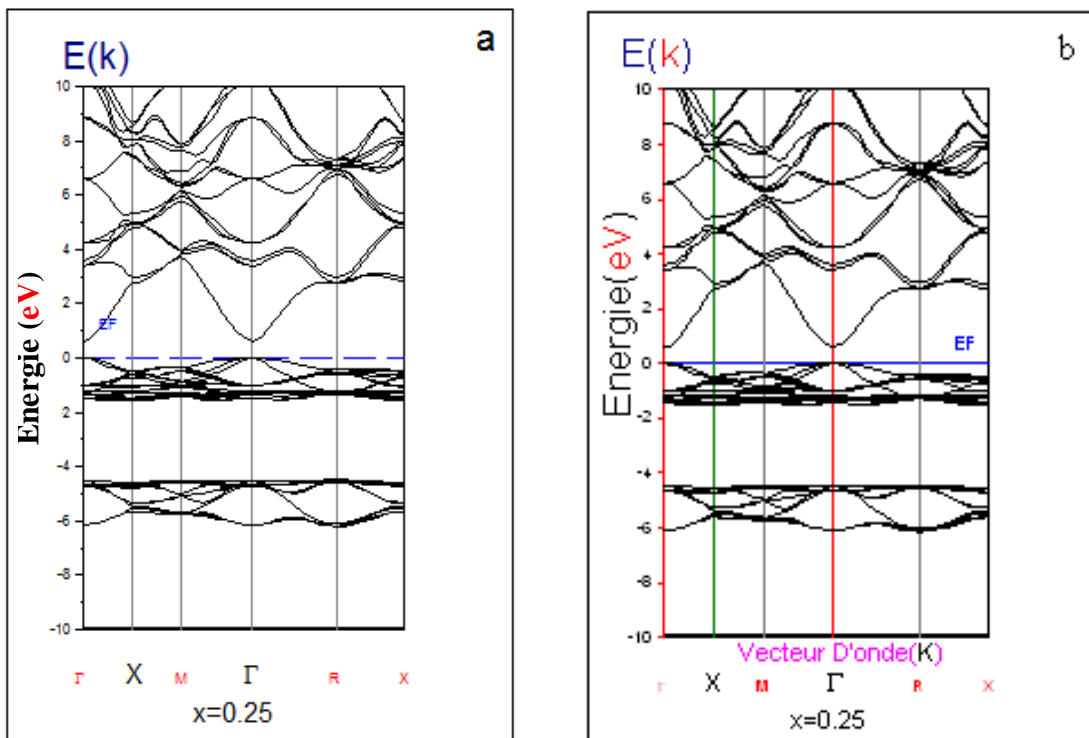 a
E(k)
10
8
6
4
2
EF
0
2
-4
-6
-8
-10
Energie (eV)
Γ X M Γ R X
x=0.25
b
E(k)
10
8
6
4
2
EF
0
-2
-4
-6
-8
-10
Energie(eV)
Vecteur D'onde(K)
Γ X M Γ R X
x=0.25